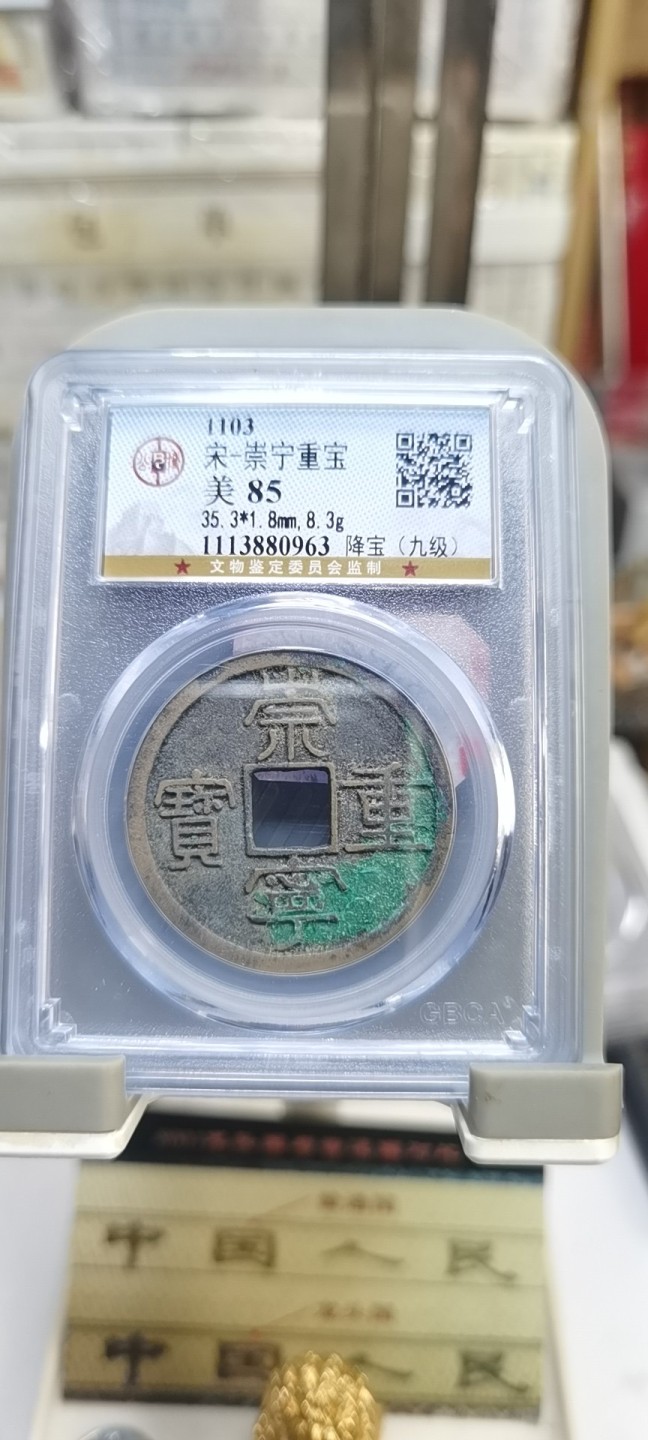 1103
宋-崇宁重宝
美 85
35.3*1.8mm,8.3g
1113880963 降宝（九级）
★ 文物鉴定委员会监制 ★
崇
寶 重
寧
GBCA
中国人民
中国人民